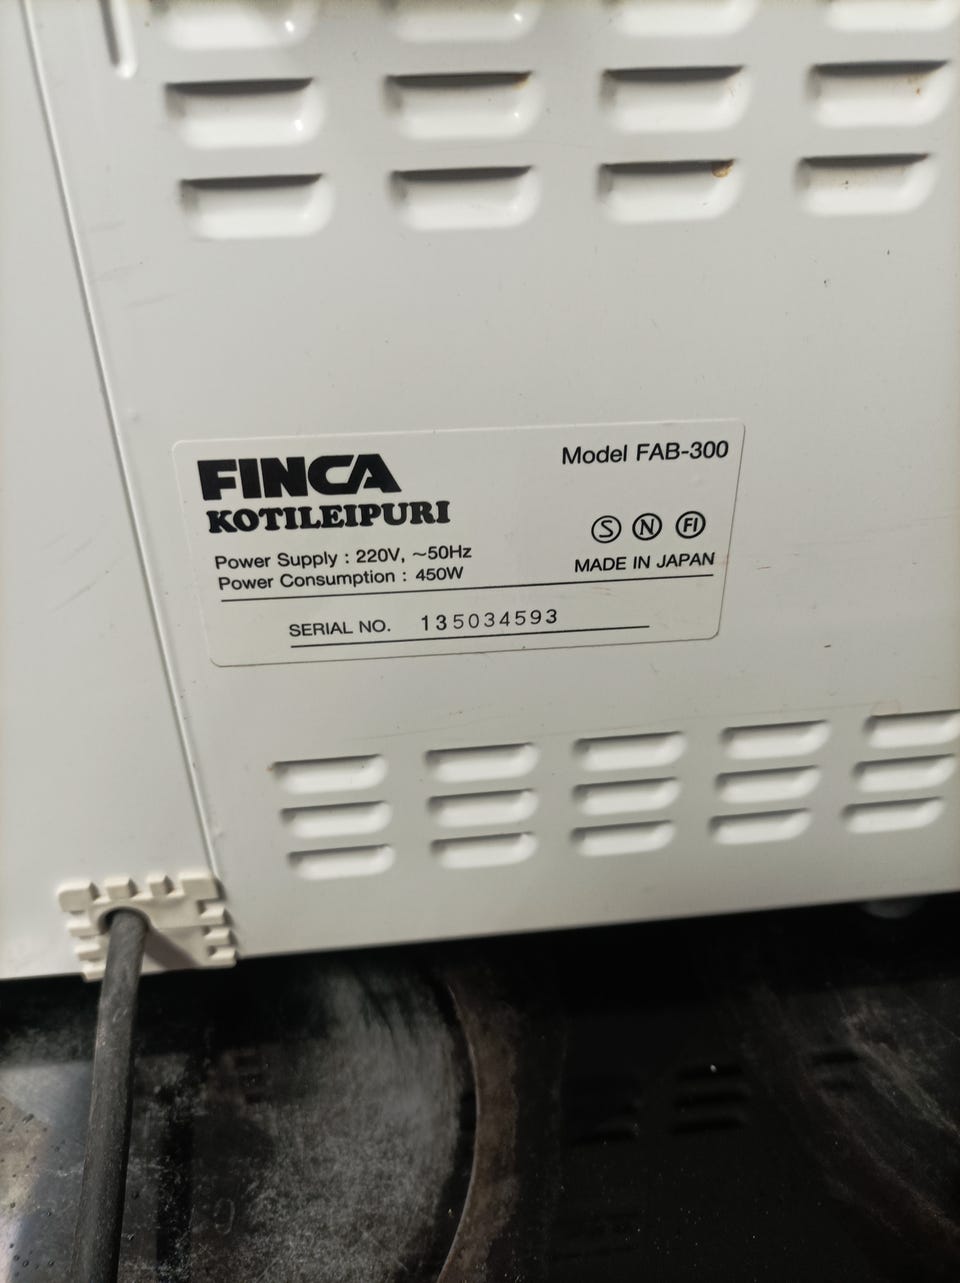 FINCA
KOTILEIPURI
Model FAB-300
S N FI
MADE IN JAPAN
Power Supply : 220V, ~50Hz
Power Consumption : 450W
SERIAL NO. 135034593